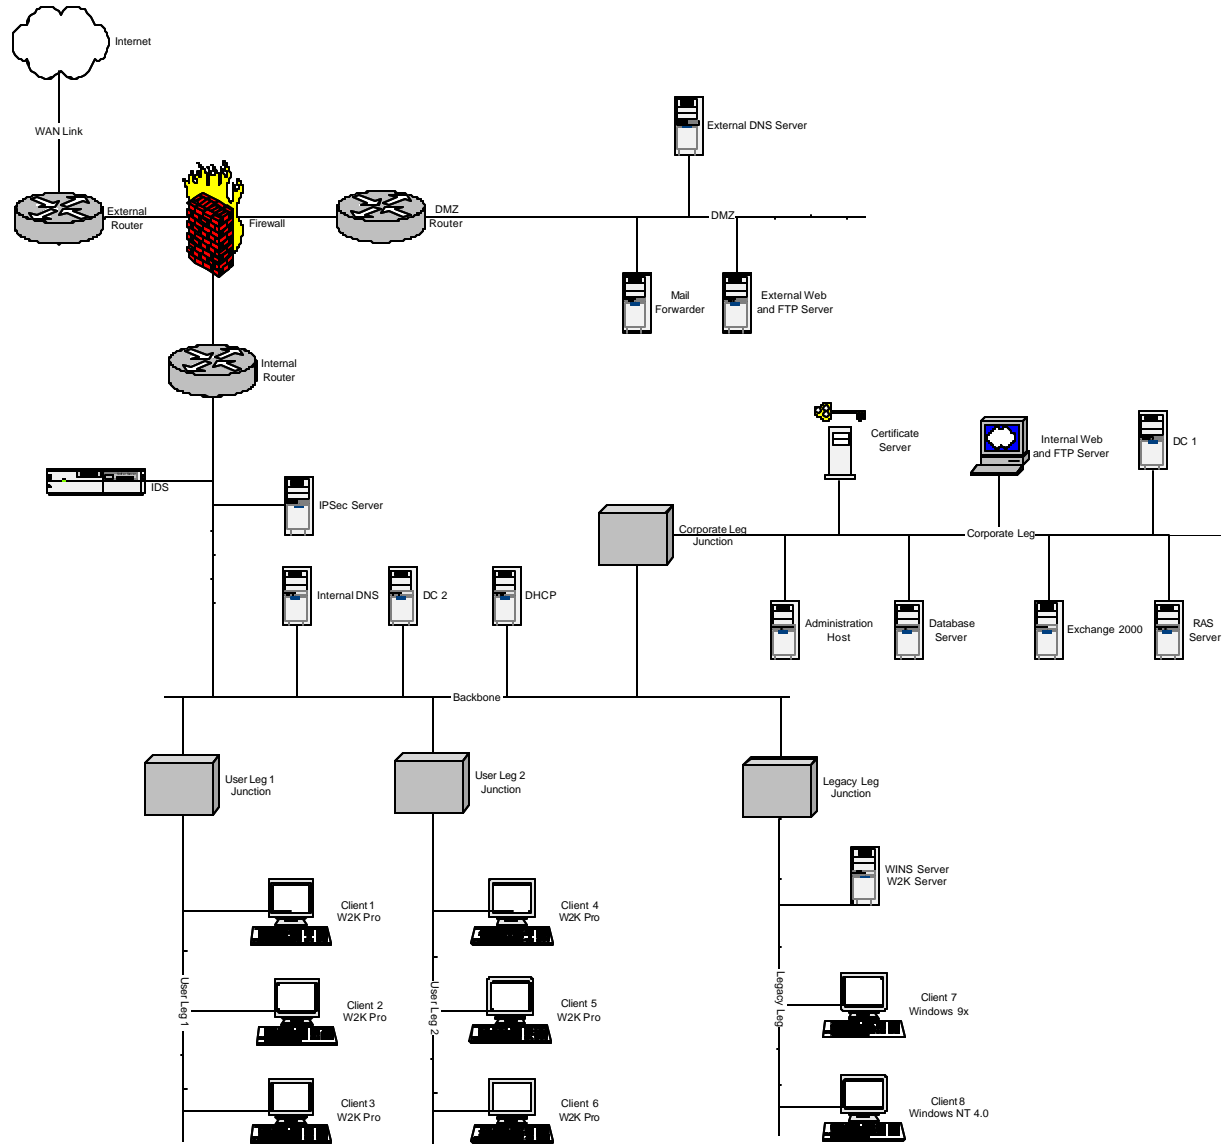 Internet
WAN Link
External DNS Server
External
Router
Firewall
DMZ
Router
DMZ
Mail
Forwarder
External Web
and FTP Server
Internal
Router
Certificate
Server
Internal Web
and FTP Server
DC 1
IDS
IPSec Server
Corporate Leg
Junction
Corporate Leg
Internal DNS
DC 2
DHCP
Administration
Host
Database
Server
Exchange 2000
RAS
Server
Backbone
User Leg 1
Junction
User Leg 2
Junction
Legacy Leg
Junction
WINS Server
W2K Server
Client 1
W2K Pro
Client 4
W2K Pro
User Leg 1
User Leg 2
Legacy Leg
Client 2
W2K Pro
Client 5
W2K Pro
Client 7
Windows 9x
Client 3
W2K Pro
Client 6
W2K Pro
Client 8
Windows NT 4.0